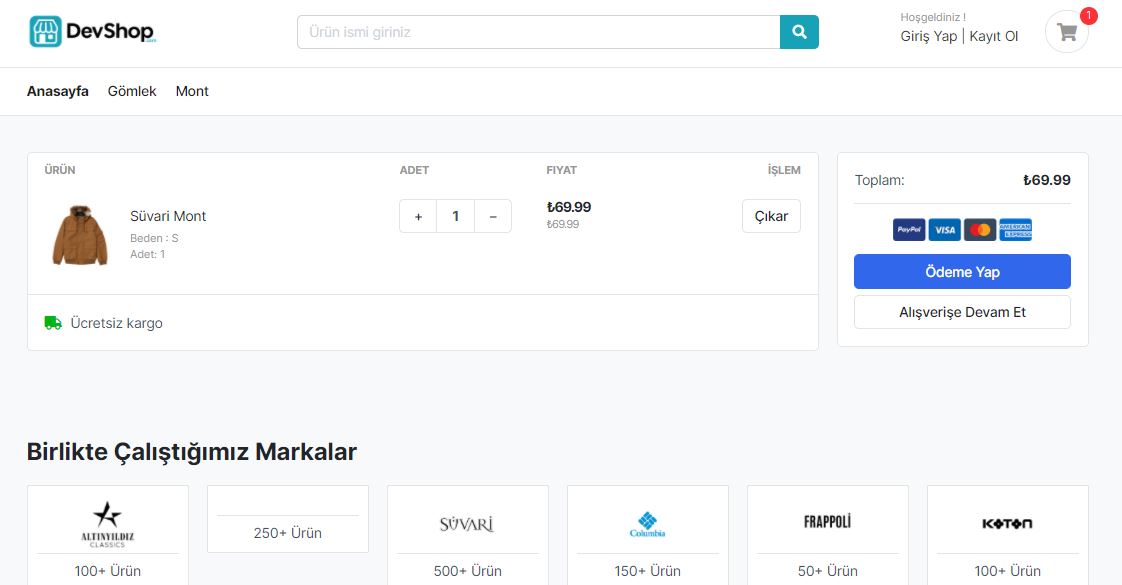 DevShop
.com
Ürün ismi giriniz
Hoşgeldiniz !
Giriş Yap | Kayıt Ol
1
Anasayfa Gömlek Mont
ÜRÜN ADET FIYAT İŞLEM
Süvari Mont
Beden : S
Adet: 1
+ 1 −
₺69.99
₺69.99
Çıkar
Ücretsiz kargo
Toplam: ₺69.99
PayPal VISA AMERICAN EXPRESS
Ödeme Yap
Alışverişe Devam Et
Birlikte Çalıştığımız Markalar
ALTINYILDIZ
CLASSICS
100+ Ürün
250+ Ürün
SÜVARİ
500+ Ürün
Columbia
150+ Ürün
FRAPPOLİ
50+ Ürün
KOTON
100+ Ürün